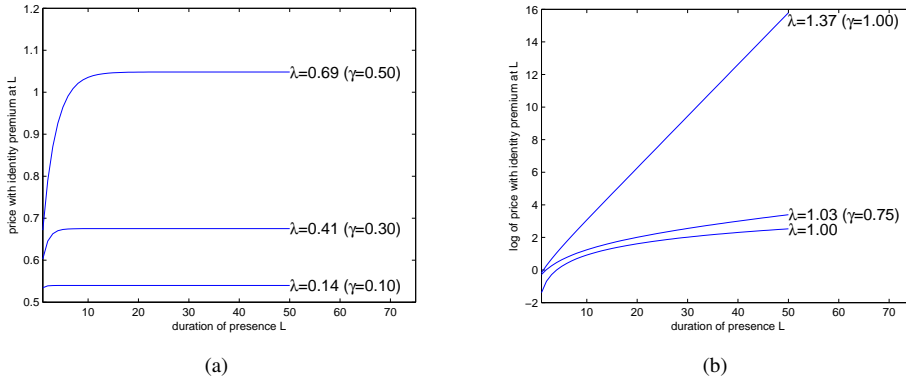 1.2
1.1
1
0.9
0.8
0.7
0.6
0.5
10 20 30 40 50 60 70
price with identity premium at L
duration of presence L
λ=0.69 (γ=0.50)
λ=0.41 (γ=0.30)
λ=0.14 (γ=0.10)
(a)
16
14
12
10
8
6
4
2
0
−2
10 20 30 40 50 60 70
log of price with identity premium at L
duration of presence L
λ=1.37 (γ=1.00)
λ=1.03 (γ=0.75)
λ=1.00
(b)